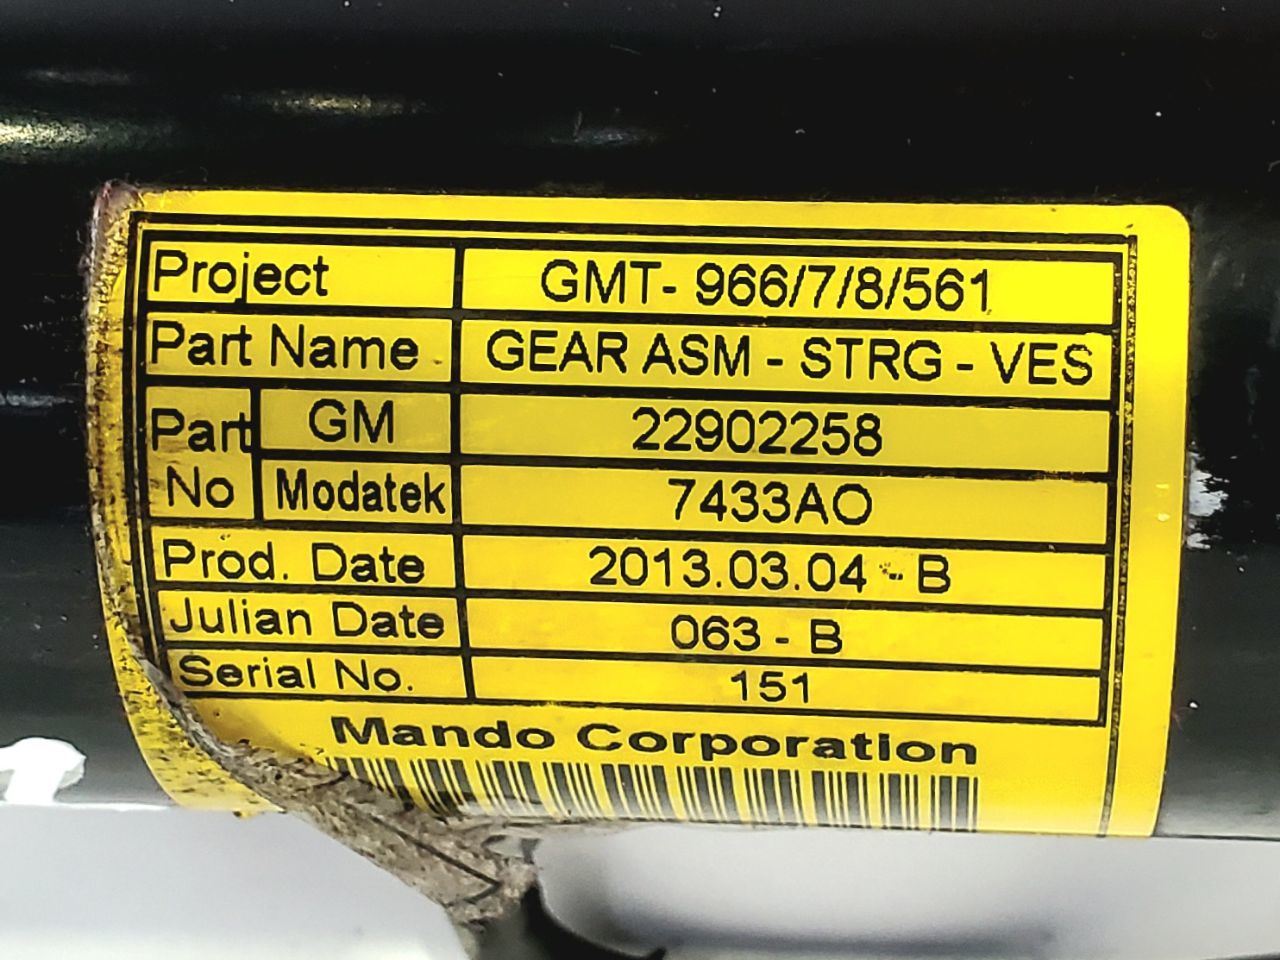 Project GMT- 966/7/8/561
Part Name GEAR ASM - STRG - VES
Part No GM 22902258
Modatek 7433AO
Prod. Date 2013.03.04 - B
Julian Date 063 - B
Serial No. 151
Mando Corporation